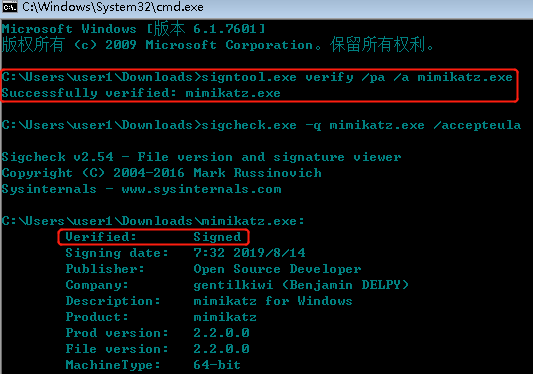 C:\Windows\System32\cmd.exe
Microsoft Windows [版本 6.1.7601]
版权所有 (c) 2009 Microsoft Corporation。保留所有权利。
C:\Users\user1\Downloads>signtool.exe verify /pa /a mimikatz.exe
Successfully verified: mimikatz.exe
C:\Users\user1\Downloads>sigcheck.exe -q mimikatz.exe /accepteula
Sigcheck v2.54 - File version and signature viewer
Copyright (C) 2004-2016 Mark Russinovich
Sysinternals - www.sysinternals.com
C:\Users\user1\Downloads\mimikatz.exe:
Verified: Signed
Signing date: 7:32 2019/8/14
Publisher: Open Source Developer
Company: gentilkiwi (Benjamin DELPY)
Description: mimikatz for Windows
Product: mimikatz
Prod version: 2.2.0.0
File version: 2.2.0.0
MachineType: 64-bit